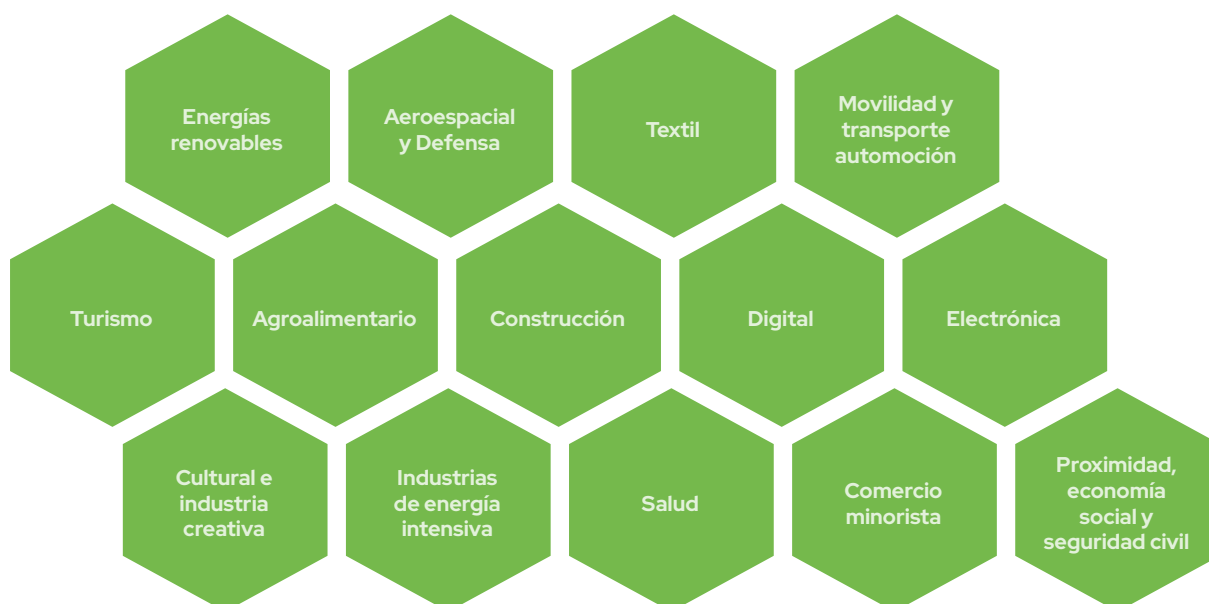 Energías
renovables
Aeroespacial
y Defensa
Textil
Movilidad y
transporte
automoción
Turismo
Agroalimentario
Construcción
Digital
Electrónica
Cultural e
industria
creativa
Industrias
de energía
intensiva
Salud
Comercio
minorista
Proximidad,
economía
social y
seguridad civil